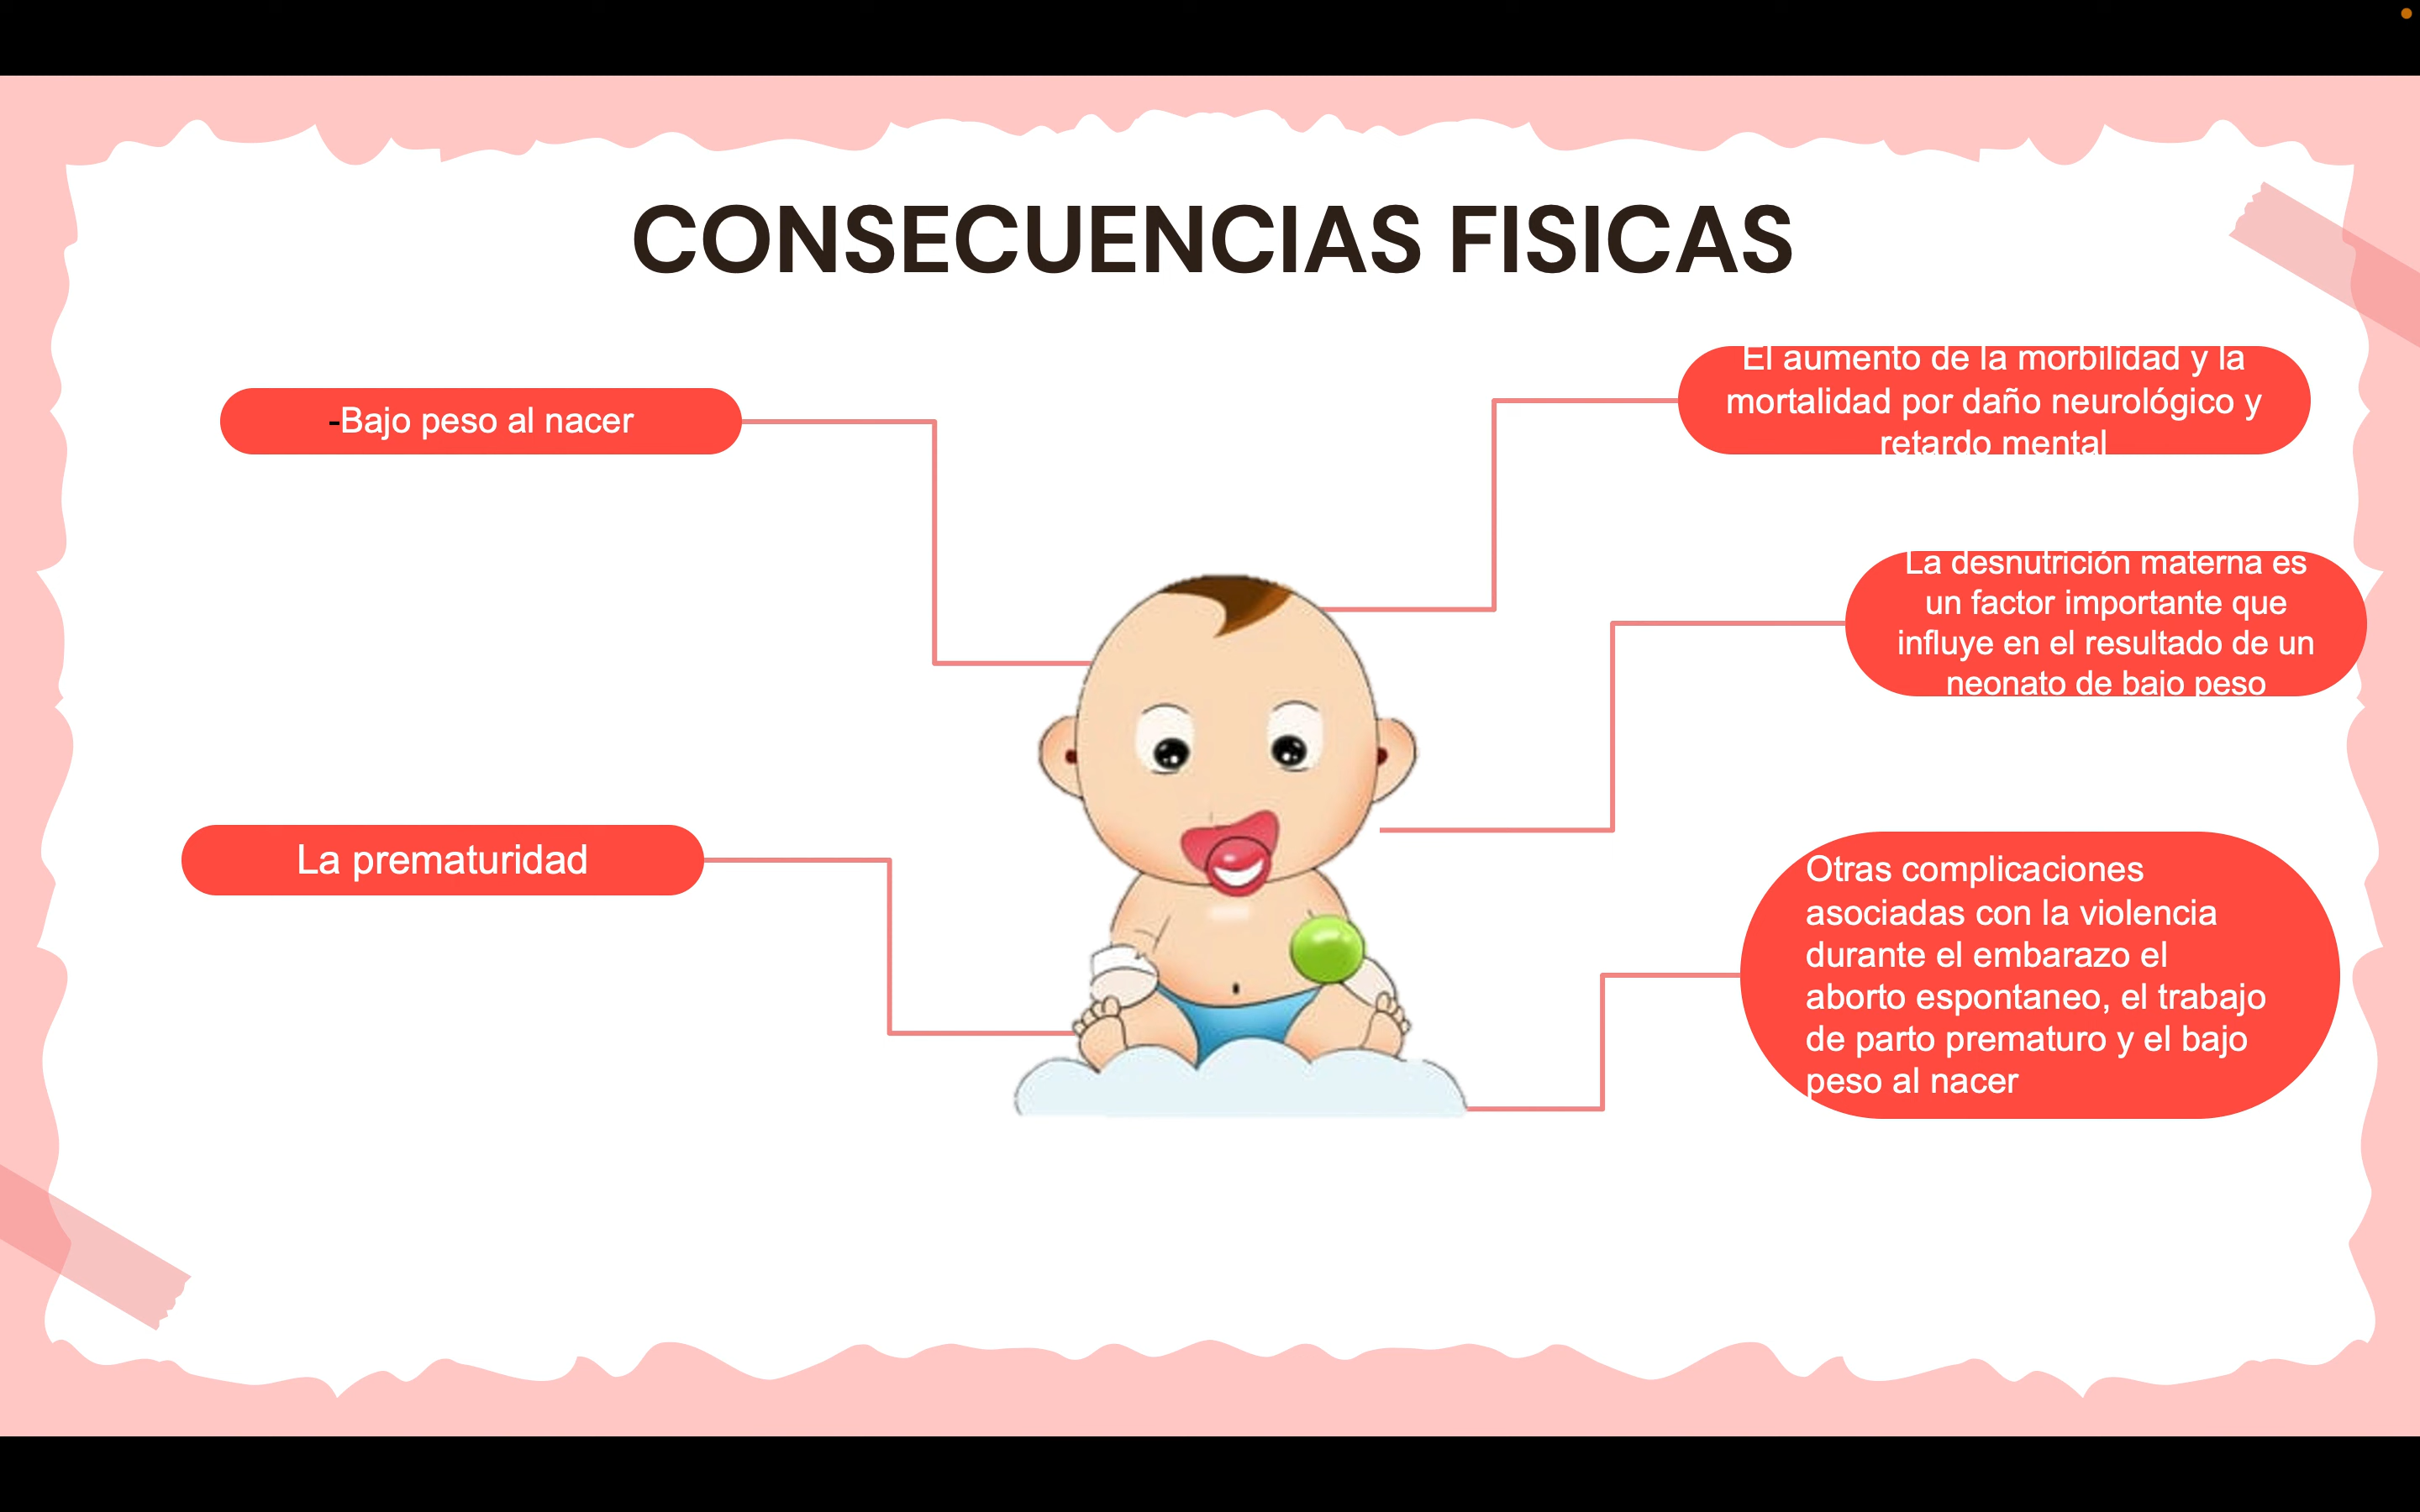 CONSECUENCIAS FISICAS
-Bajo peso al nacer
La prematuridad
El aumento de la morbilidad y la
mortalidad por daño neurológico y
retardo mental
La desnutrición materna es
un factor importante que
influye en el resultado de un
neonato de bajo peso
Otras complicaciones
asociadas con la violencia
durante el embarazo el
aborto espontaneo, el trabajo
de parto prematuro y el bajo
peso al nacer